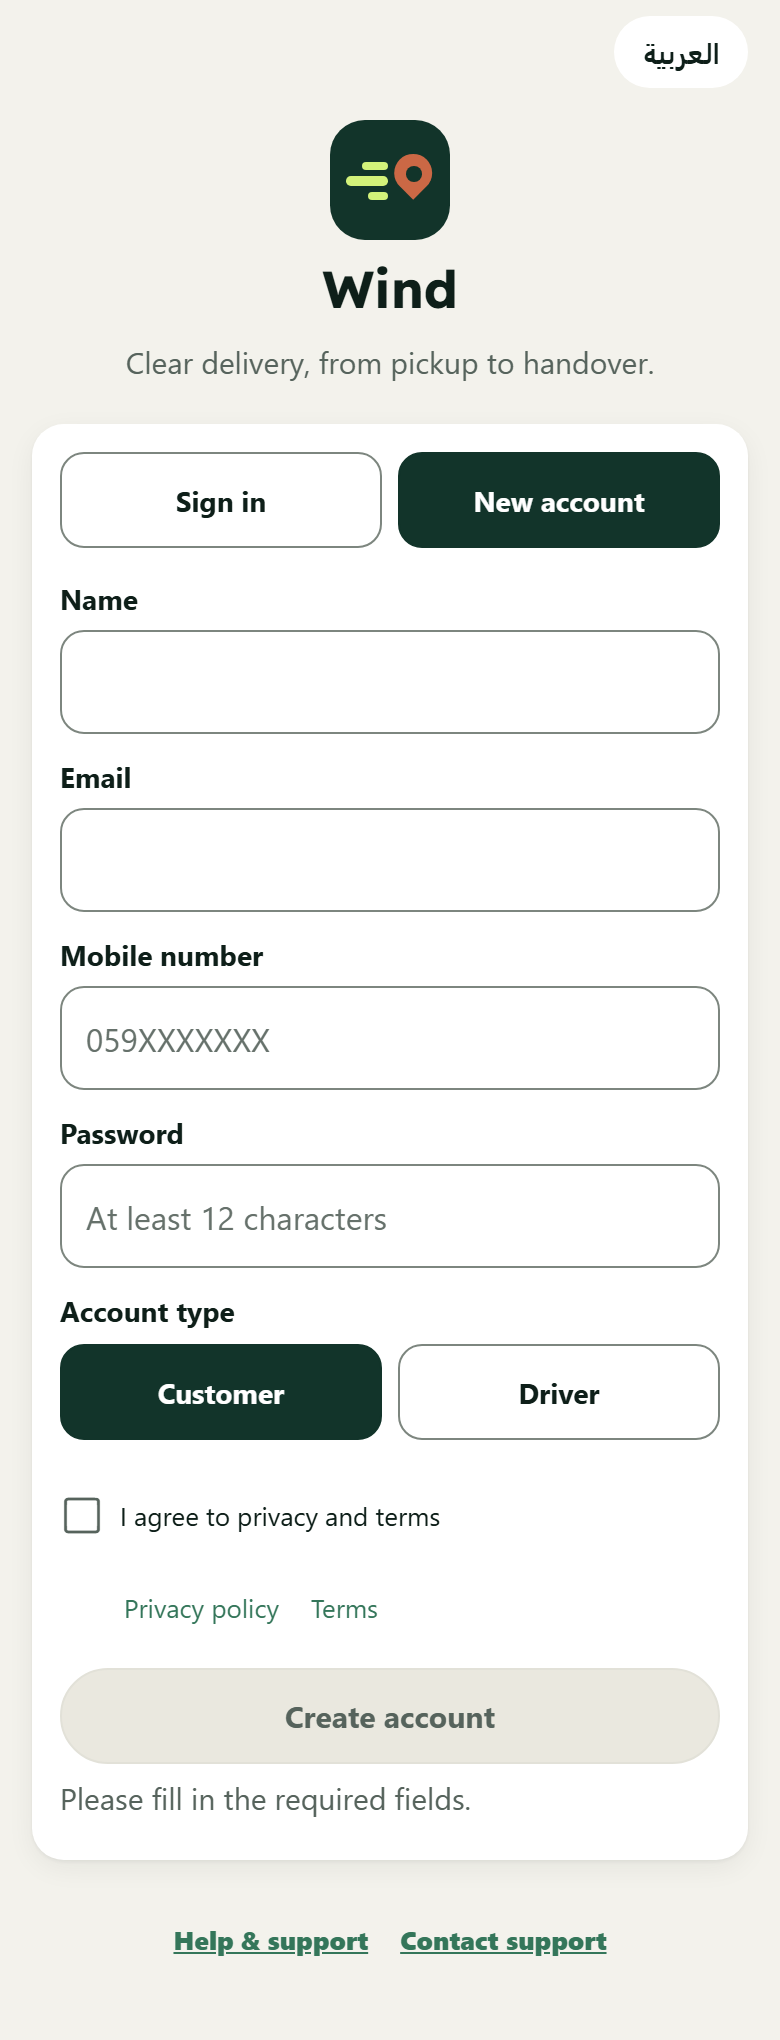 العربية
Wind
Clear delivery, from pickup to handover.
Sign in
New account
Name
Email
Mobile number
059XXXXXXX
Password
At least 12 characters
Account type
Customer
Driver
I agree to privacy and terms
Privacy policy
Terms
Create account
Please fill in the required fields.
Help & support
Contact support